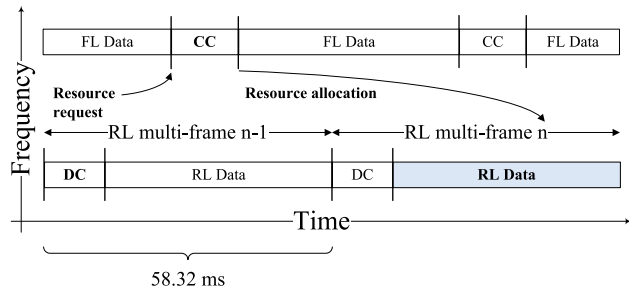 FL Data CC FL Data CC FL Data
Resource request
Resource allocation
RL multi-frame n-1 RL multi-frame n
DC RL Data DC RL Data
Frequency
Time
58.32 ms